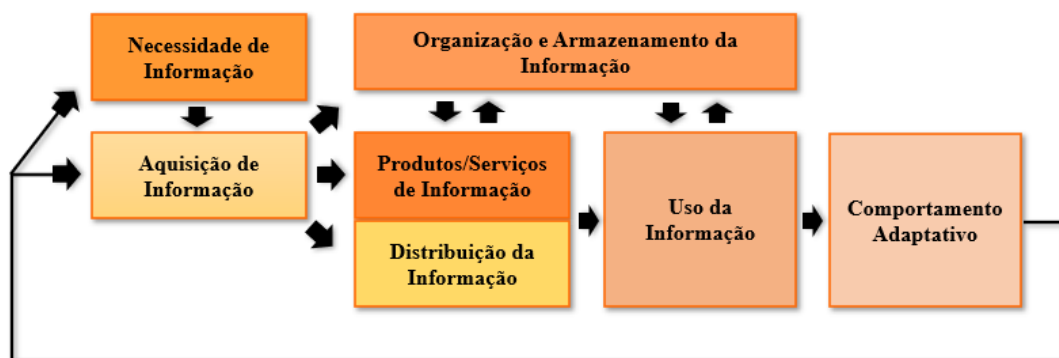 Necessidade de
Informação
Organização e Armazenamento da
Informação
Aquisição de
Informação
Produtos/Serviços
de Informação
Distribuição da
Informação
Uso da
Informação
Comportamento
Adaptativo